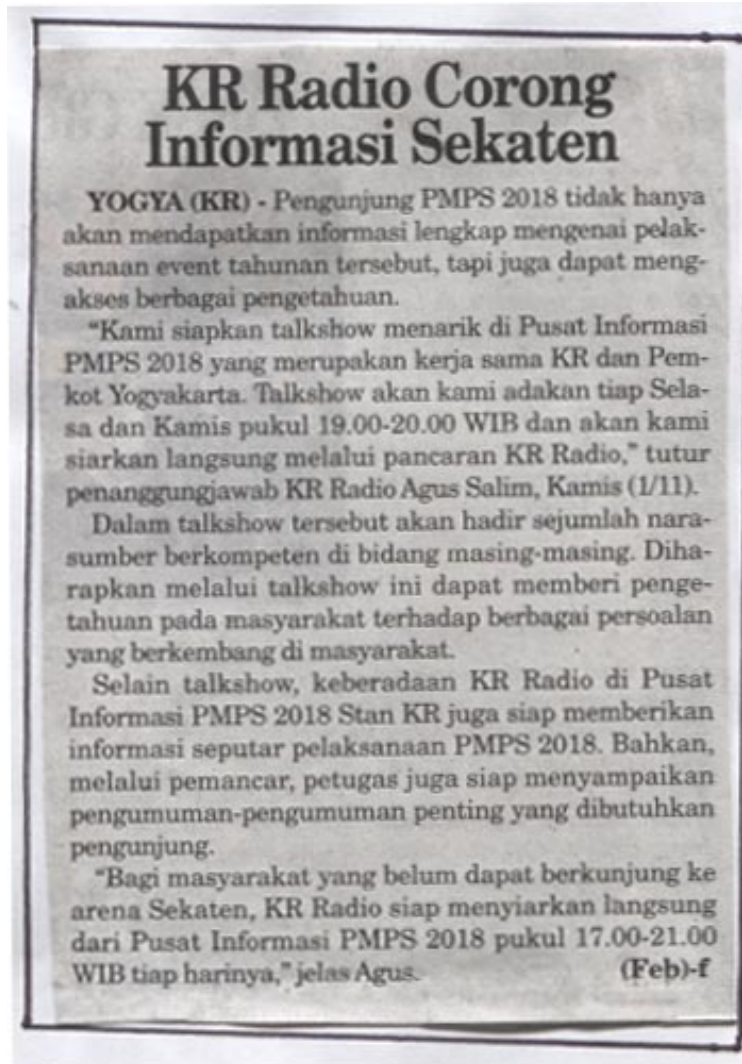 KR Radio Corong
Informasi Sekaten
YOGYA (KR) - Pengunjung PMPS 2018 tidak hanya
akan mendapatkan informasi lengkap mengenai pelak-
sanaan event tahunan tersebut, tapi juga dapat meng-
akses berbagai pengetahuan.
"Kami siapkan talkshow menarik di Pusat Informasi
PMPS 2018 yang merupakan kerja sama KR dan Pem-
kot Yogyakarta. Talkshow akan kami adakan tiap Sela-
sa dan Kamis pukul 19.00-20.00 WIB dan akan kami
siarkan langsung melalui pancaran KR Radio," tutur
penanggungjawab KR Radio Agus Salim, Kamis (1/11).
Dalam talkshow tersebut akan hadir sejumlah nara-
sumber berkompeten di bidang masing-masing. Diha-
rapkan melalui talkshow ini dapat memberi penge-
tahuan pada masyarakat terhadap berbagai persoalan
yang berkembang di masyarakat.
Selain talkshow, keberadaan KR Radio di Pusat
Informasi PMPS 2018 Stan KR juga siap memberikan
informasi seputar pelaksanaan PMPS 2018. Bahkan,
melalui pemancar, petugas juga siap menyampaikan
pengumuman-pengumuman penting yang dibutuhkan
pengunjung.
"Bagi masyarakat yang belum dapat berkunjung ke
arena Sekaten, KR Radio siap menyiarkan langsung
dari Pusat Informasi PMPS 2018 pukul 17.00-21.00
WIB tiap harinya," jelas Agus. (Feb)-f